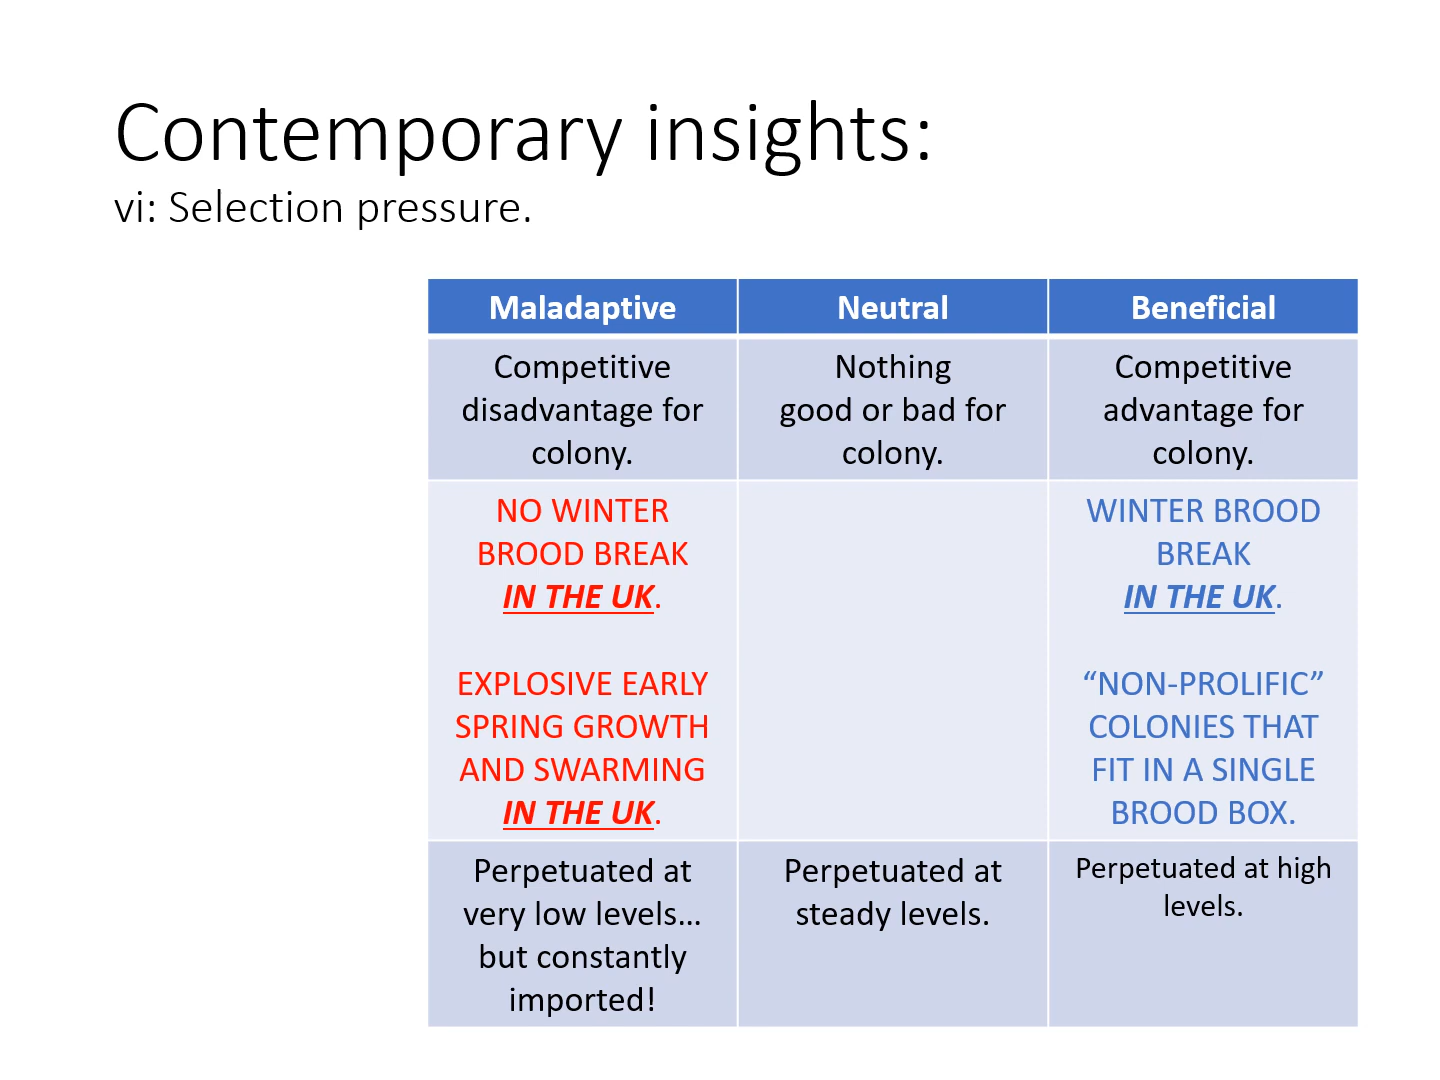 Contemporary insights:
vi: Selection pressure.
Maladaptive
Neutral
Beneficial
Competitive
disadvantage for
colony.
Nothing
good or bad for
colony.
Competitive
advantage for
colony.
NO WINTER
BROOD BREAK
IN THE UK.
EXPLOSIVE EARLY
SPRING GROWTH
AND SWARMING
IN THE UK.
WINTER BROOD
BREAK
IN THE UK.
“NON-PROLIFIC”
COLONIES THAT
FIT IN A SINGLE
BROOD BOX.
Perpetuated at
very low levels…
but constantly
imported!
Perpetuated at
steady levels.
Perpetuated at high
levels.